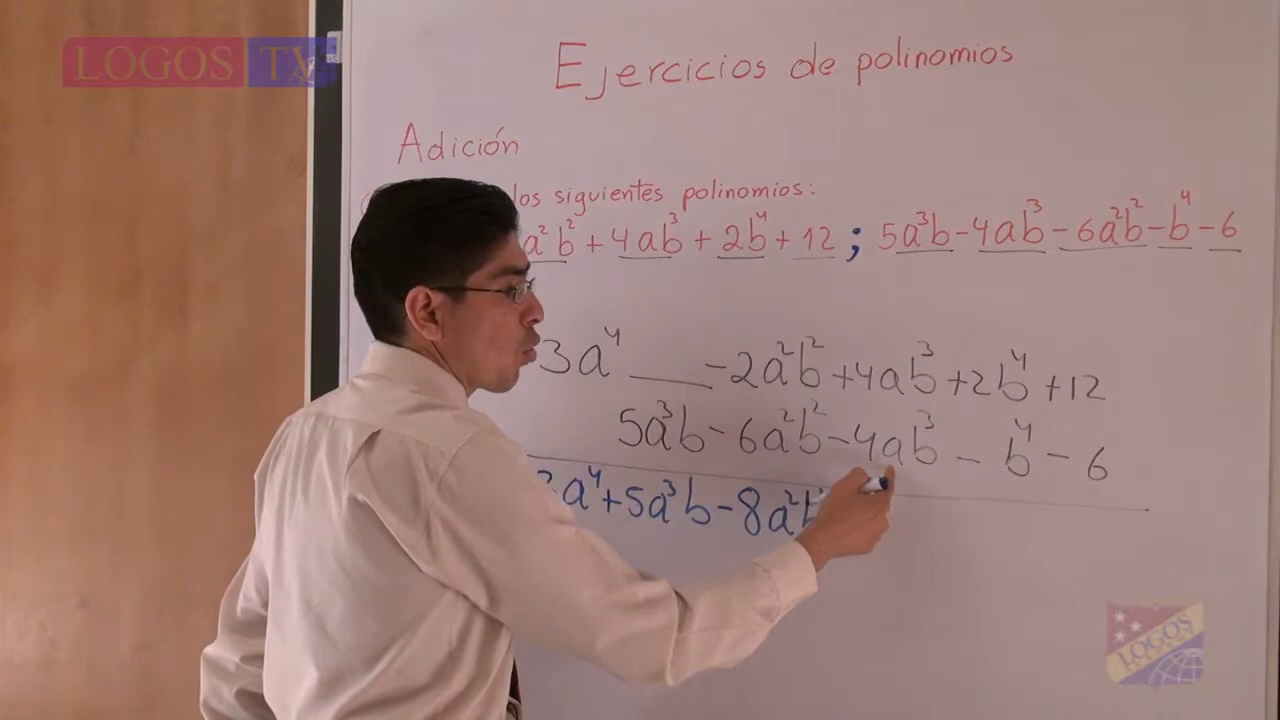 LOGOS TV
Ejercicios de polinomios
Adición
los siguientes polinomios:
a²b² + 4ab³ + 2b⁴ + 12 ; 5a³b - 4ab³ - 6a²b² - b⁴ - 6
3a⁴ ___ -2a²b² + 4ab³ + 2b⁴ + 12
5a³b - 6a²b² - 4ab³ - b⁴ - 6
a⁴ + 5a³b - 8a²b
LOGOS